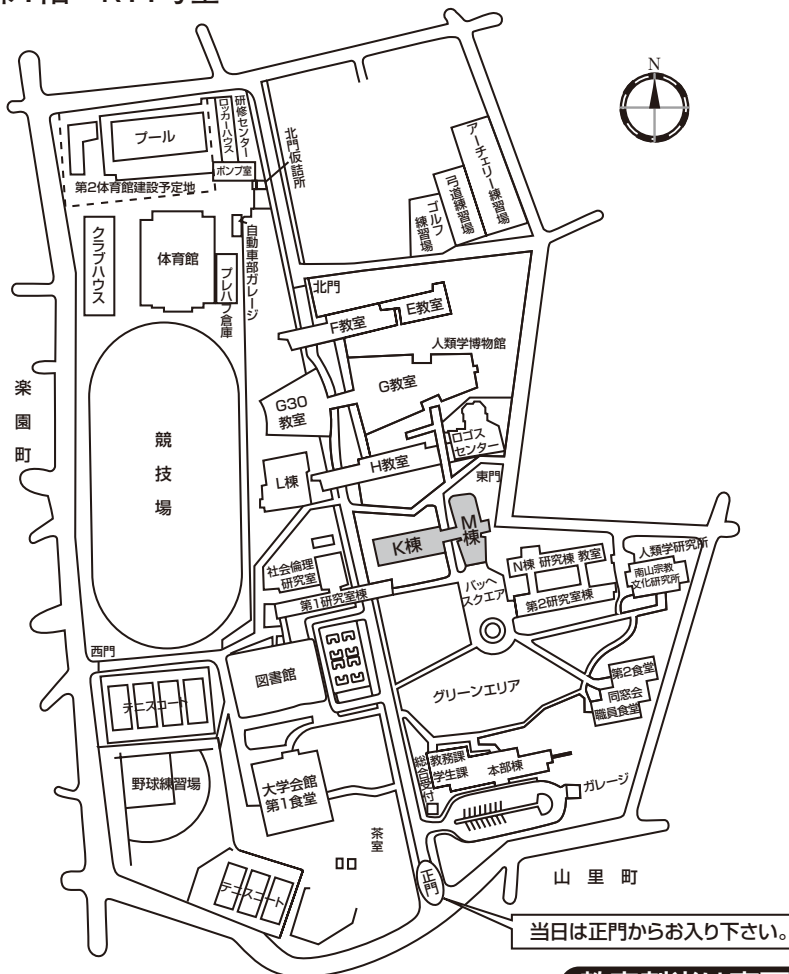 N
研修センター
ロッカーハウス
プール
ポンプ室
北門仮詰所
第2体育館建設予定地
アーチェリー練習場
弓道練習場
ゴルフ
練習場
クラブハウス
体育館
プレハブ倉庫
自動車部ガレージ
北門
F教室
E教室
人類学博物館
G教室
G30
教室
楽園町
競技場
ロゴス
センター
H教室
L棟
東門
M棟
K棟
社会倫理
研究室
N棟 研究棟 教室
人類学研究所
南山宗教
文化研究所
バッヘ
スクエア
第1研究室棟
第2研究室棟
西門
図書館
グリーンエリア
第2食堂
同窓会
職員食堂
テニスコート
総合受付
教務課
学生課
本部棟
野球練習場
大学会館
第1食堂
ガレージ
茶室
テニスコート
正門
山里町
当日は正門からお入り下さい。